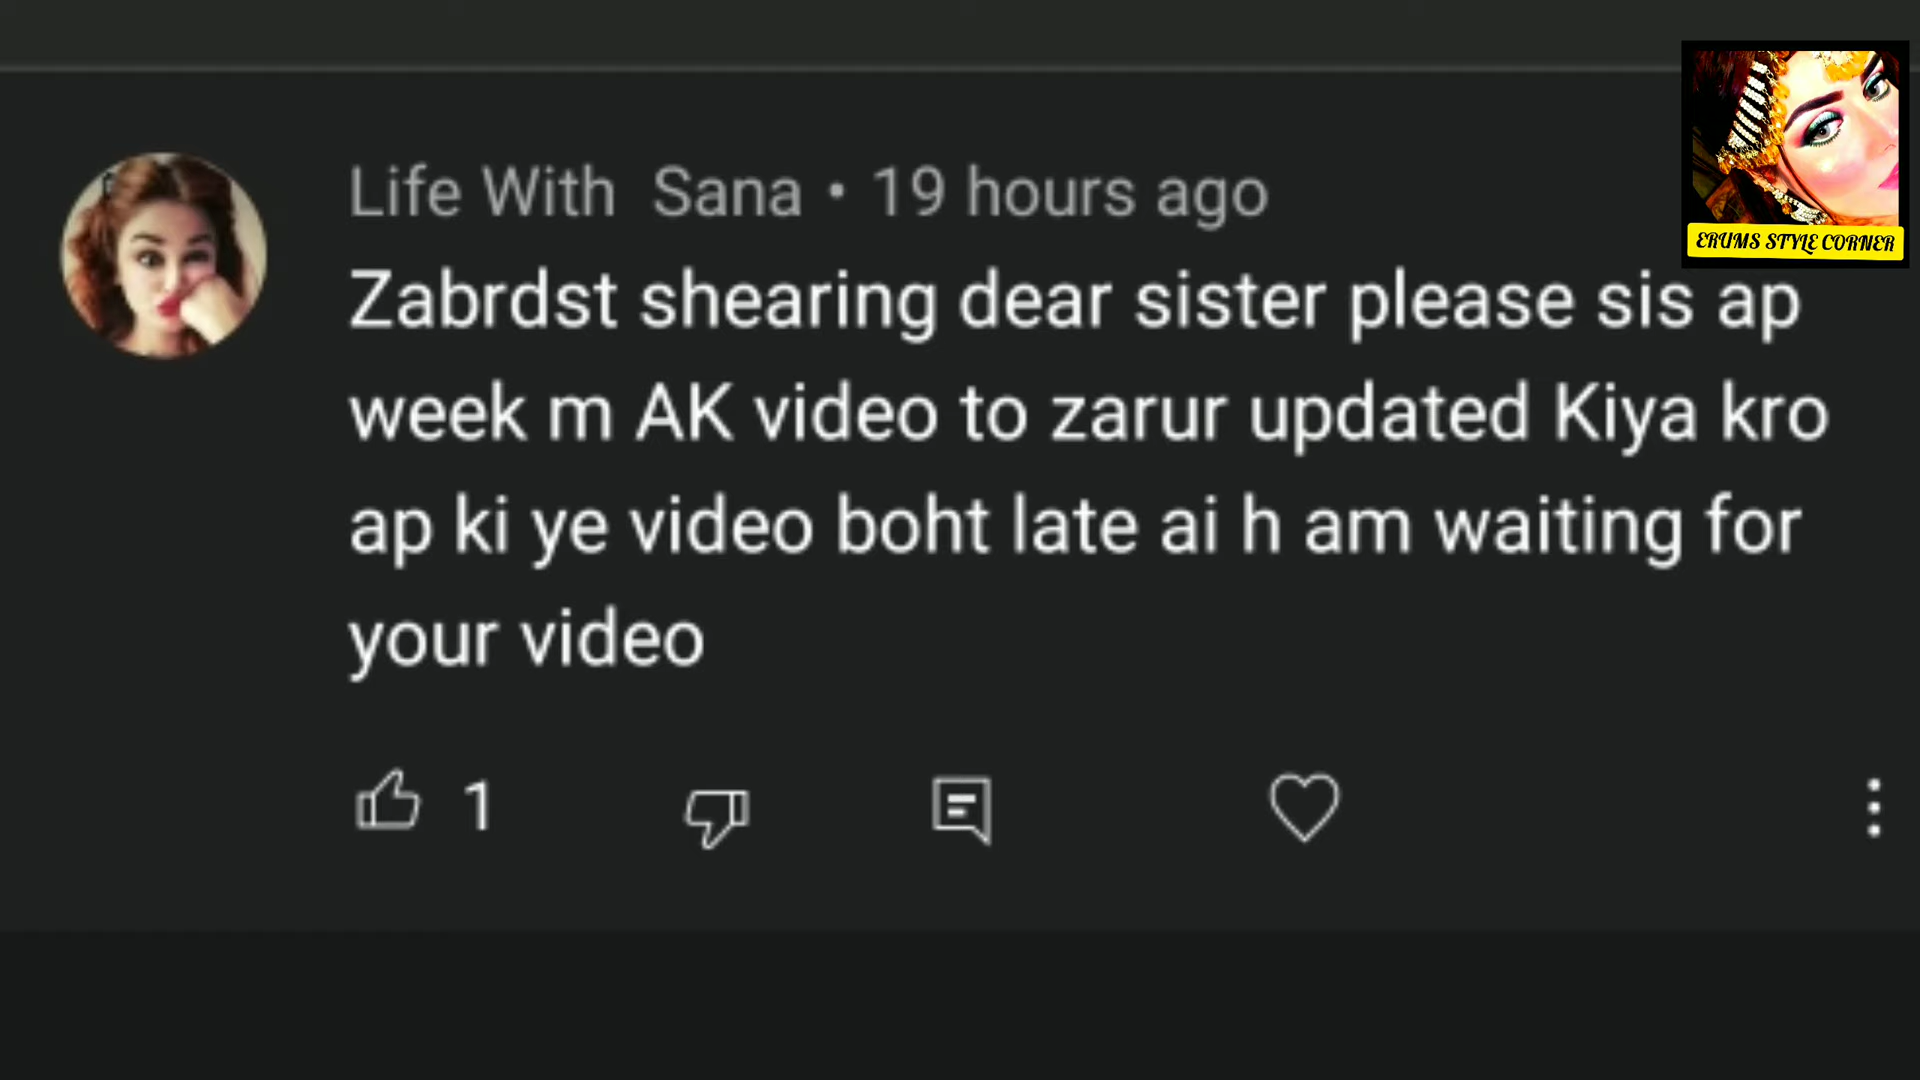 Life With Sana • 19 hours ago
Zabrdst shearing dear sister please sis ap
week m AK video to zarur updated Kiya kro
ap ki ye video boht late ai h am waiting for
your video
1
ERUMS STYLE CORNER